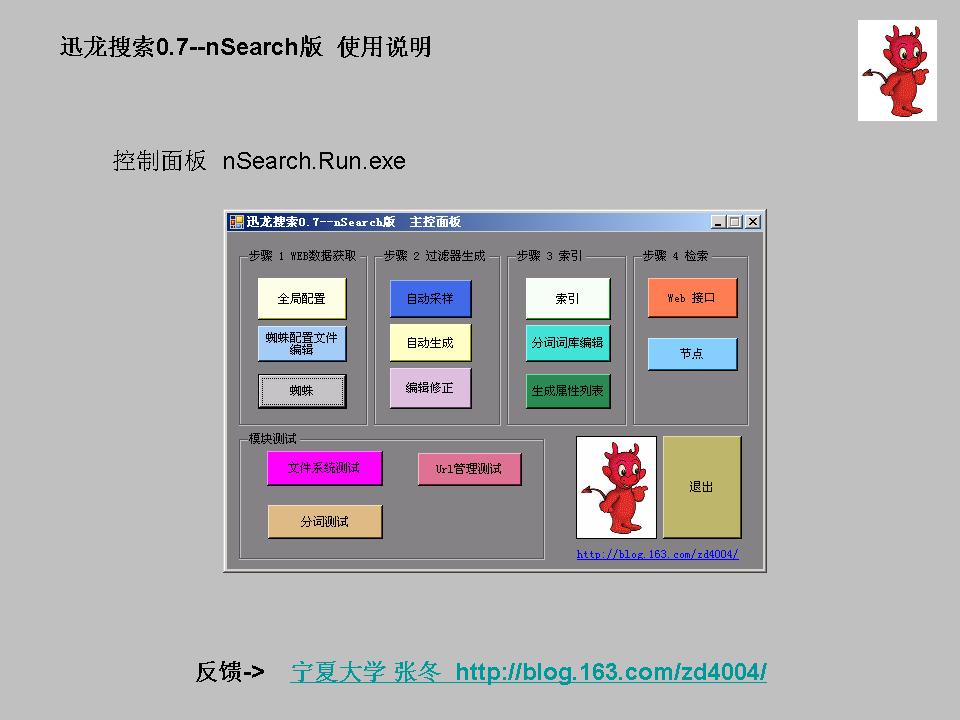 迅龙搜索0.7--nSearch版 使用说明
控制面板 nSearch.Run.exe
迅龙搜索0.7--nSearch版 主控面板
步骤 1 WEB数据获取
全局配置
蜘蛛配置文件
编辑
蜘蛛
步骤 2 过滤器生成
自动采样
自动生成
编辑修正
步骤 3 索引
索引
分词词库编辑
生成属性列表
步骤 4 检索
Web 接口
节点
模块测试
文件系统测试
Url管理测试
分词测试
退出
http://blog.163.com/zd4004/
反馈-> 宁夏大学 张冬 http://blog.163.com/zd4004/